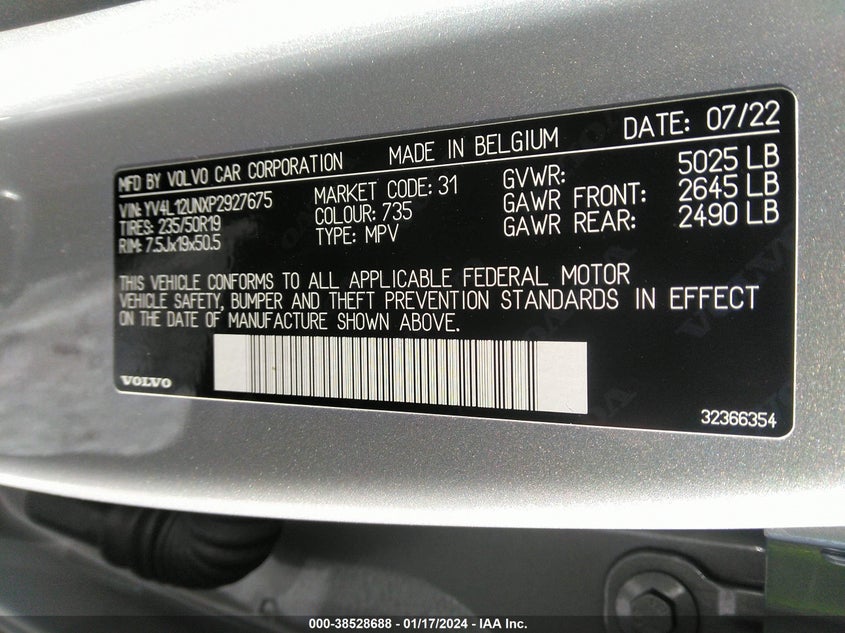 MFD BY VOLVO CAR CORPORATION MADE IN BELGIUM DATE: 07/22
VIN: YV4L12UNXP2927675 MARKET CODE: 31 GVWR: 5025 LB
TIRES: 235/50R19 COLOUR: 735 GAWR FRONT: 2645 LB
RIM: 7.5Jx19x50.5 TYPE: MPV GAWR REAR: 2490 LB
THIS VEHICLE CONFORMS TO ALL APPLICABLE FEDERAL MOTOR
VEHICLE SAFETY, BUMPER AND THEFT PREVENTION STANDARDS IN EFFECT
ON THE DATE OF MANUFACTURE SHOWN ABOVE.
VOLVO
32366354
000-38528688 - 01/17/2024 - IAA Inc.